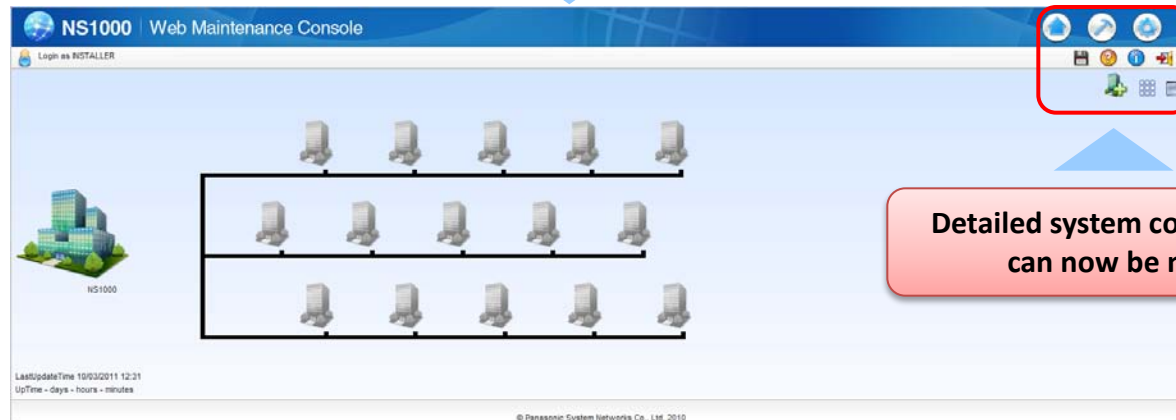 NS1000 Web Maintenance Console
Login as INSTALLER
Detailed system co
can now be
NS1000
LastUpdateTime 10/03/2011 12:31
UpTime - days - hours - minutes
© Panasonic System Networks Co., Ltd. 2010